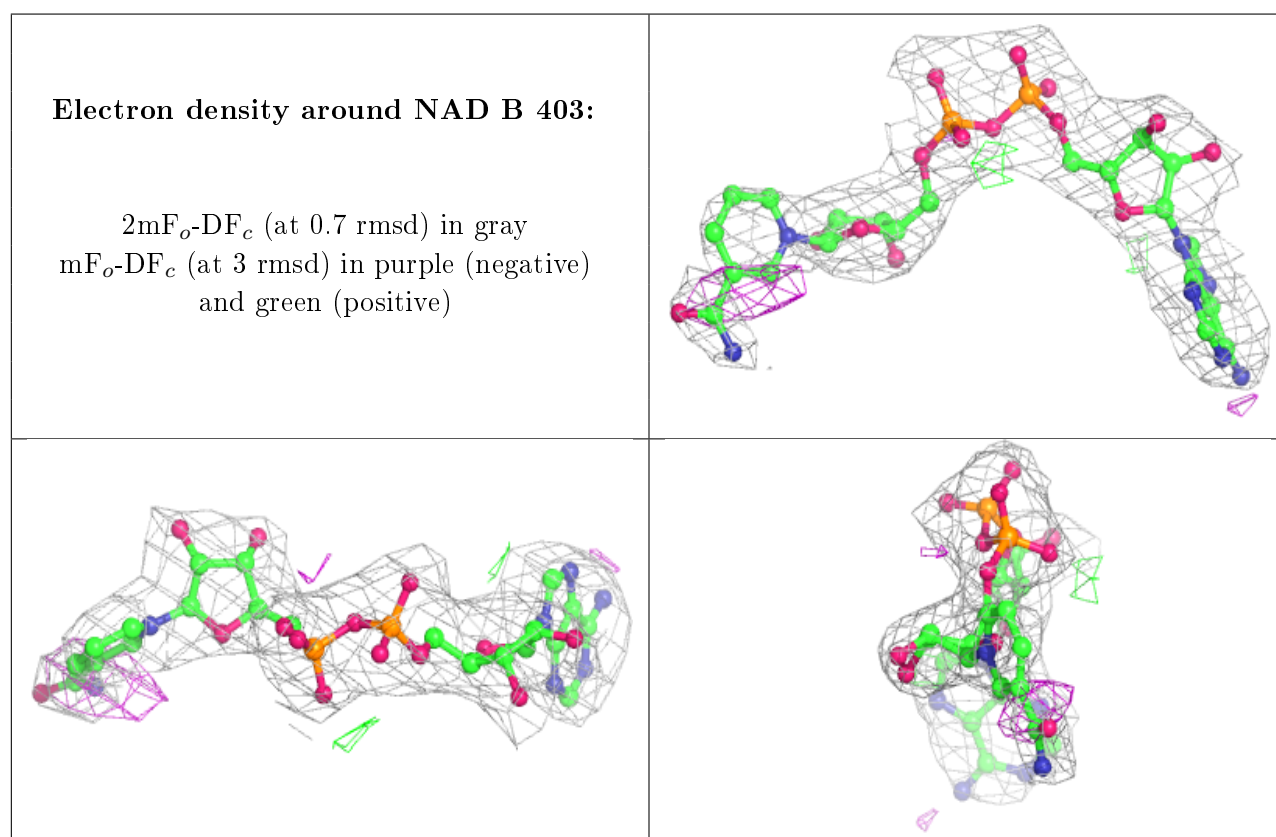 Electron density around NAD B 403:
2mFₒ-DF𝒸 (at 0.7 rmsd) in gray
mFₒ-DF𝒸 (at 3 rmsd) in purple (negative)
and green (positive)